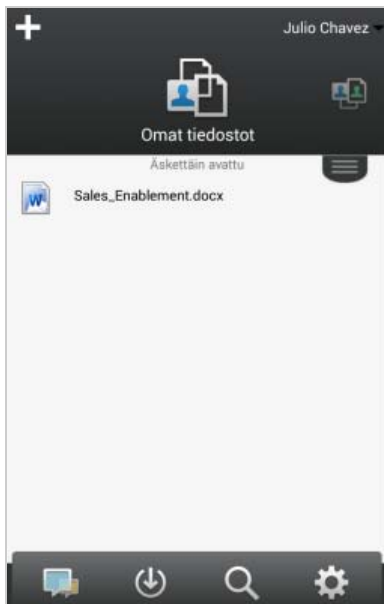 Julio Chavez
Omat tiedostot
Äskettäin avattu
Sales_Enablement.docx